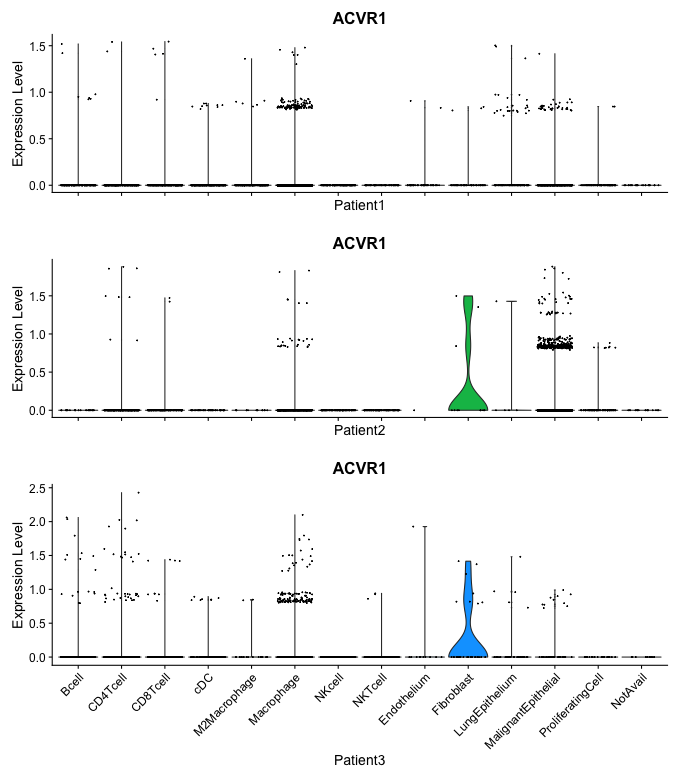 ACVR1
Expression Level
1.5
1.0
0.5
0.0
Patient1
ACVR1
Expression Level
1.5
1.0
0.5
0.0
Patient2
ACVR1
Expression Level
2.5
2.0
1.5
1.0
0.5
0.0
Bcell
CD4Tcell
CD8Tcell
cDC
M2Macrophage
Macrophage
NKcell
NKTcell
Endothelium
Fibroblast
LungEpithelium
MalignantEpithelial
ProliferatingCell
NotAvail
Patient3